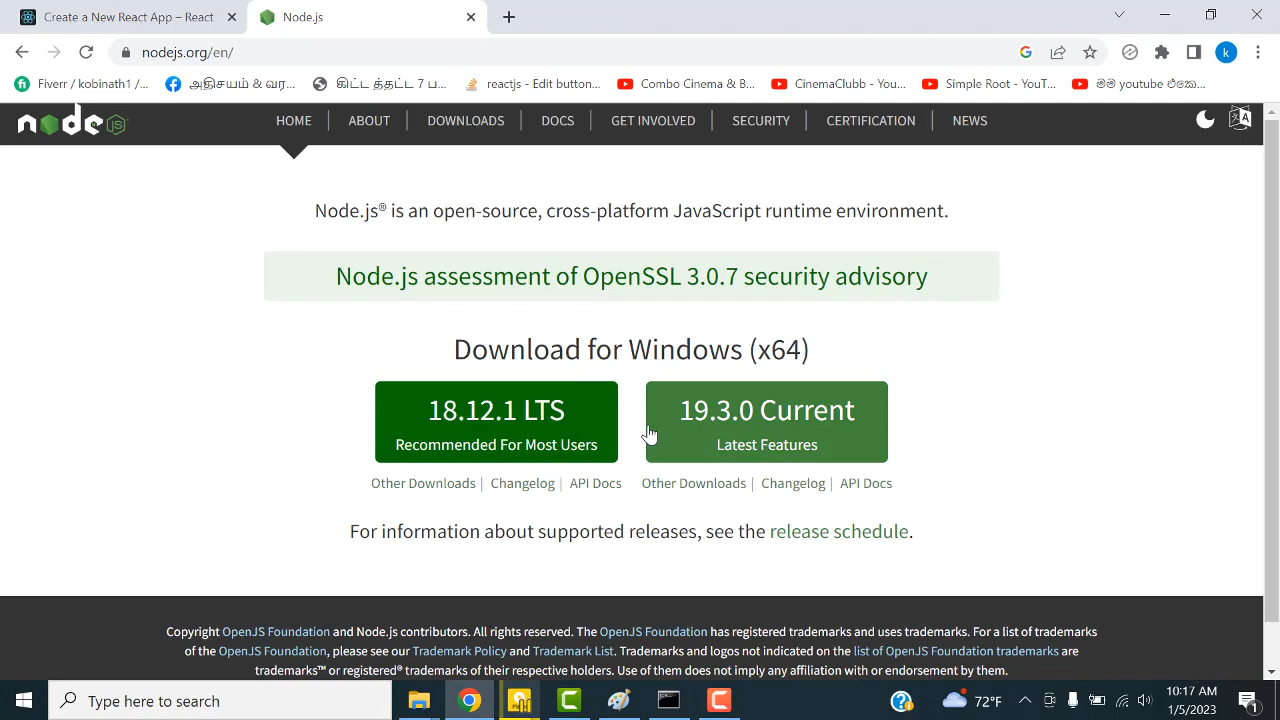 Create a New React App – React
Node.js
nodejs.org/en/
Fiverr / kobinath1 /...
அதிசயம் & வர...
இட்ட தத்தட்ட 7 ப...
reactjs - Edit button...
Combo Cinema & B...
CinemaClubb - You...
Simple Root - YouT...
මම youtube එකෙ...
node JS
HOME
ABOUT
DOWNLOADS
DOCS
GET INVOLVED
SECURITY
CERTIFICATION
NEWS
Node.js® is an open-source, cross-platform JavaScript runtime environment.
Node.js assessment of OpenSSL 3.0.7 security advisory
Download for Windows (x64)
18.12.1 LTS
Recommended For Most Users
19.3.0 Current
Latest Features
Other Downloads | Changelog | API Docs
Other Downloads | Changelog | API Docs
For information about supported releases, see the release schedule.
Copyright OpenJS Foundation and Node.js contributors. All rights reserved. The OpenJS Foundation has registered trademarks and uses trademarks. For a list of trademarks
of the OpenJS Foundation, please see our Trademark Policy and Trademark List. Trademarks and logos not indicated on the list of OpenJS Foundation trademarks are
trademarks™ or registered® trademarks of their respective holders. Use of them does not imply any affiliation with or endorsement by them.
Type here to search
72°F
10:17 AM
1/5/2023